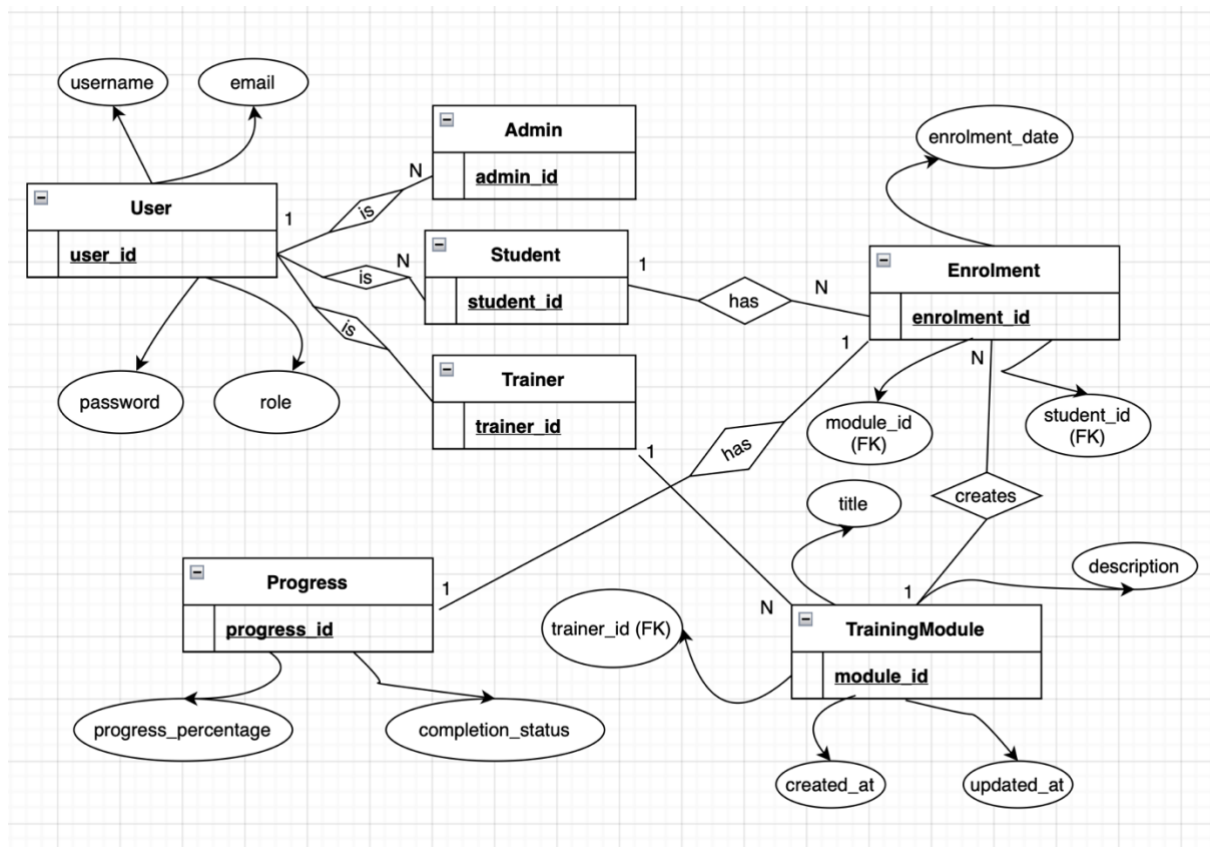 username
email
Admin
admin_id
enrolment_date
User
user_id
1
is
N
Student
student_id
is
N
1
has
N
Enrolment
enrolment_id
is
Trainer
trainer_id
1
password
role
1
N
module_id
(FK)
student_id
(FK)
has
title
creates
Progress
progress_id
1
description
trainer_id (FK)
N
1
TrainingModule
module_id
progress_percentage
completion_status
created_at
updated_at